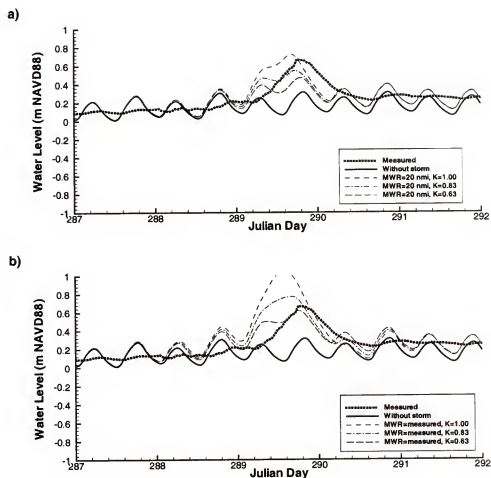 a)
1
0.8
0.6
0.4
0.2
0
-0.2
-0.4
-0.6
-0.8
-1
Water Level (m NAVD88)
287
288
289
290
291
292
Julian Day
Measured
Without storm
MWR=20 nmi, K=1.00
MWR=20 nmi, K=0.83
MWR=20 nmi, K=0.63
b)
1
0.8
0.6
0.4
0.2
0
-0.2
-0.4
-0.6
-0.8
-1
Water Level (m NAVD88)
287
288
289
290
291
292
Julian Day
Measured
Without storm
MWR=measured, K=1.00
MWR=measured, K=0.83
MWR=measured, K=0.63